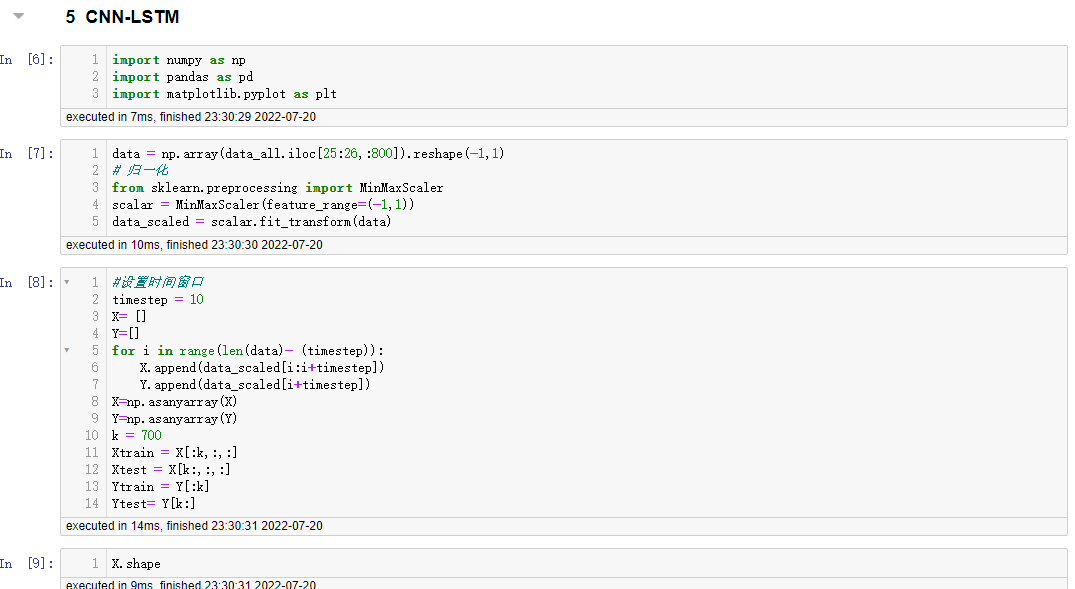 5 CNN-LSTM
In [6]:
1 import numpy as np
2 import pandas as pd
3 import matplotlib.pyplot as plt
executed in 7ms, finished 23:30:29 2022-07-20
In [7]:
1 data = np.array(data_all.iloc[25:26,:800]).reshape(-1,1)
2 # 归一化
3 from sklearn.preprocessing import MinMaxScaler
4 scalar = MinMaxScaler(feature_range=(-1,1))
5 data_scaled = scalar.fit_transform(data)
executed in 10ms, finished 23:30:30 2022-07-20
In [8]:
1 #设置时间窗口
2 timestep = 10
3 X= []
4 Y=[]
5 for i in range(len(data)- (timestep)):
6     X.append(data_scaled[i:i+timestep])
7     Y.append(data_scaled[i+timestep])
8 X=np.asanyarray(X)
9 Y=np.asanyarray(Y)
10 k = 700
11 Xtrain = X[:k,:,:]
12 Xtest = X[k:,:,:]
13 Ytrain = Y[:k]
14 Ytest= Y[k:]
executed in 14ms, finished 23:30:31 2022-07-20
In [9]:
1 X.shape
executed in 9ms, finished 23:30:31 2022-07-20